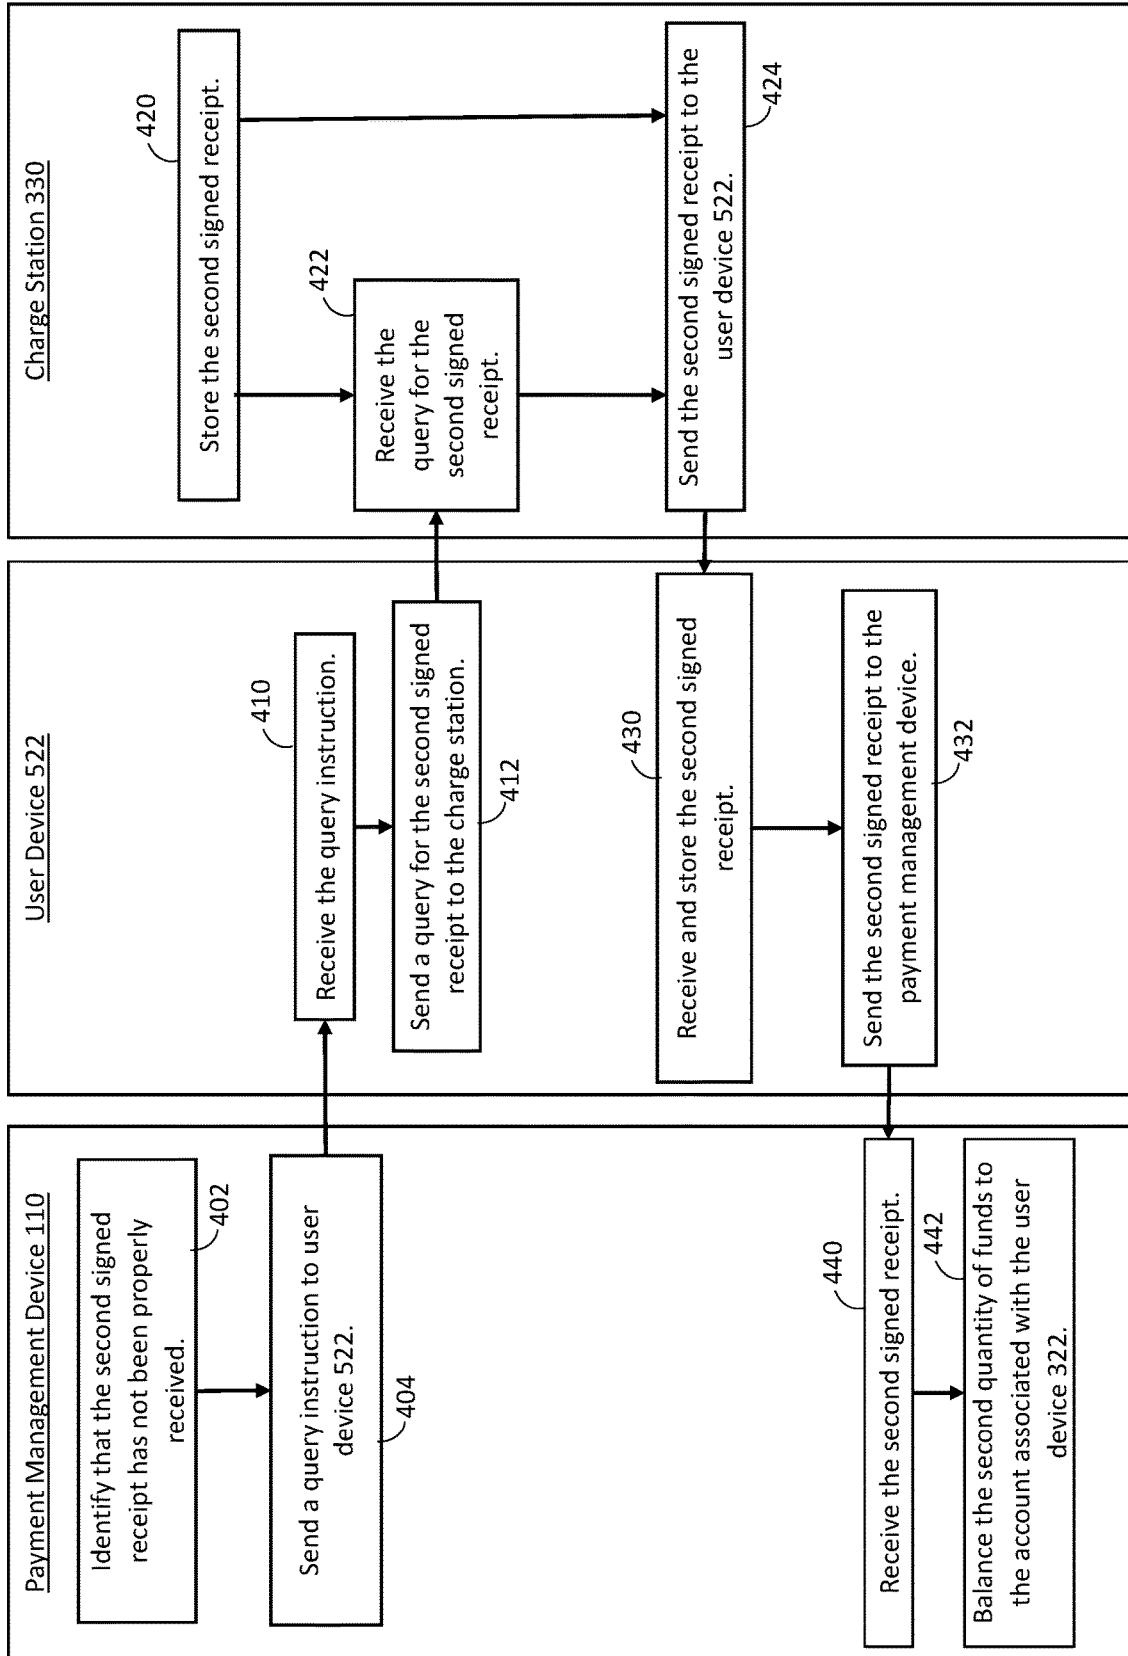 Payment Management Device 110
Identify that the second signed
receipt has not been properly
received.
402
Send a query instruction to user
device 522.
404
Receive the second signed receipt.
440
Balance the second quantity of funds to
the account associated with the user
device 322.
442
User Device 522
Receive the query instruction.
410
Send a query for the second signed
receipt to the charge station.
412
Receive and store the second signed
receipt.
430
Send the second signed receipt to the
payment management device.
432
Charge Station 330
Store the second signed receipt.
420
Receive the
query for the
second signed
receipt.
422
Send the second signed receipt to the
user device 522.
424